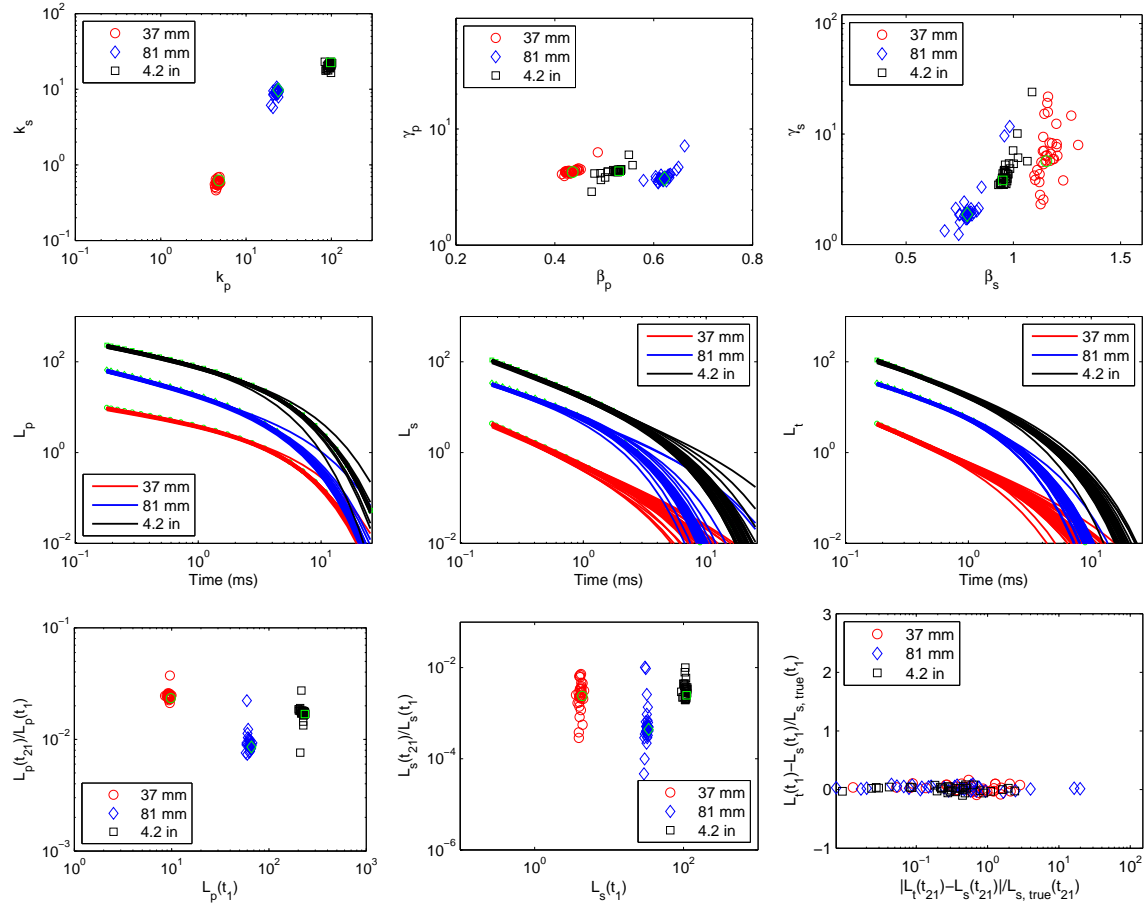 10^2
10^1
10^0
10^-1
k_s
37 mm
81 mm
4.2 in
10^-1
10^0
10^1
10^2
k_p
10^1
10^0
γ_p
37 mm
81 mm
4.2 in
0.2
0.4
0.6
0.8
β_p
10^2
10^1
10^0
γ_s
37 mm
81 mm
4.2 in
0.5
1
1.5
β_s
10^2
10^0
10^-2
L_p
37 mm
81 mm
4.2 in
10^-1
10^0
10^1
Time (ms)
10^2
10^0
10^-2
L_s
37 mm
81 mm
4.2 in
10^-1
10^0
10^1
Time (ms)
10^2
10^0
10^-2
L_t
37 mm
81 mm
4.2 in
10^-1
10^0
10^1
Time (ms)
10^-1
10^-2
10^-3
L_p(t_21)/L_p(t_1)
37 mm
81 mm
4.2 in
10^0
10^1
10^2
10^3
L_p(t_1)
10^-2
10^-4
10^-6
L_s(t_21)/L_s(t_1)
37 mm
81 mm
4.2 in
10^0
10^2
L_s(t_1)
3
2
1
0
−1
L_t(t_1)−L_s(t_1)/L_s, true(t_1)
37 mm
81 mm
4.2 in
10^-1
10^0
10^1
|L_t(t_21)−L_s(t_21)|/L_s, true(t_21)